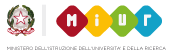 MIUR
MINISTERO DELL'ISTRUZIONE DELL'UNIVERSITÀ E DELLA RICERCA